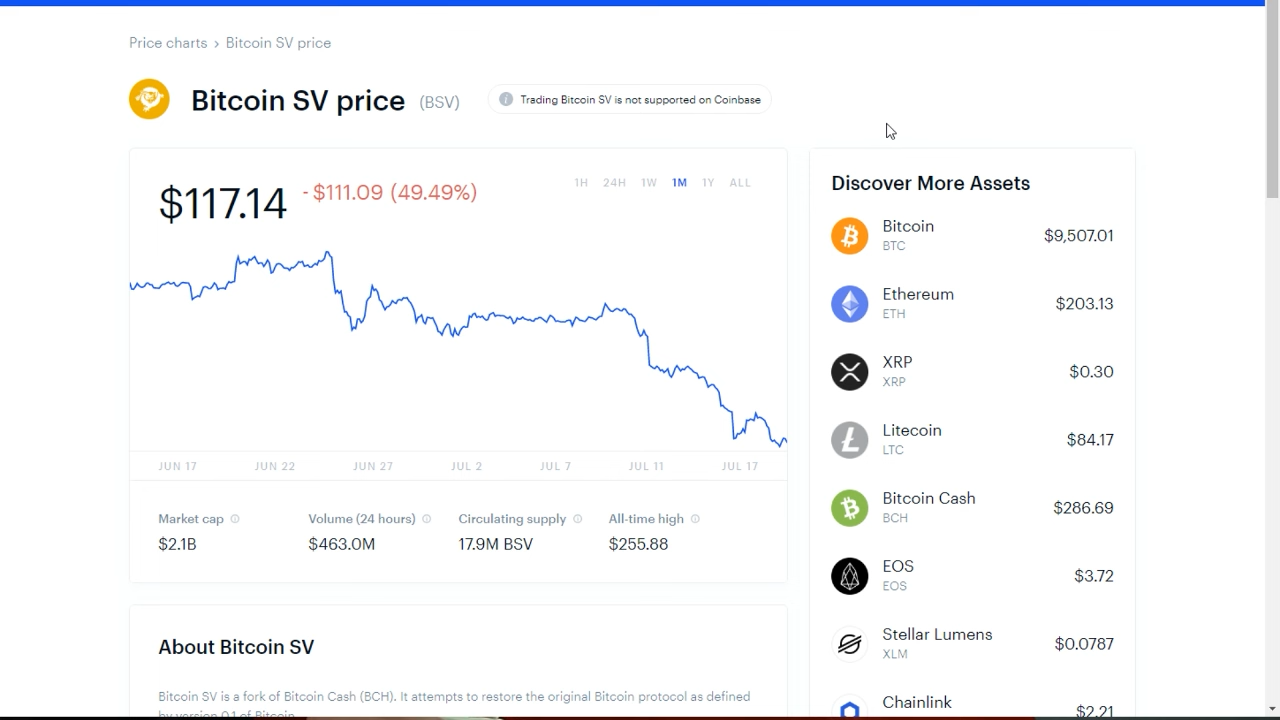 Price charts › Bitcoin SV price
Bitcoin SV price (BSV)
Trading Bitcoin SV is not supported on Coinbase
$117.14 - $111.09 (49.49%)
1H 24H 1W 1M 1Y ALL
JUN 17 JUN 22 JUN 27 JUL 2 JUL 7 JUL 11 JUL 17
Market cap Volume (24 hours) Circulating supply All-time high
$2.1B $463.0M 17.9M BSV $255.88
About Bitcoin SV
Bitcoin SV is a fork of Bitcoin Cash (BCH). It attempts to restore the original Bitcoin protocol as defined
by version 0.1 of Bitcoin.
Discover More Assets
Bitcoin $9,507.01
BTC
Ethereum $203.13
ETH
XRP $0.30
XRP
Litecoin $84.17
LTC
Bitcoin Cash $286.69
BCH
EOS $3.72
EOS
Stellar Lumens $0.0787
XLM
Chainlink $2.21